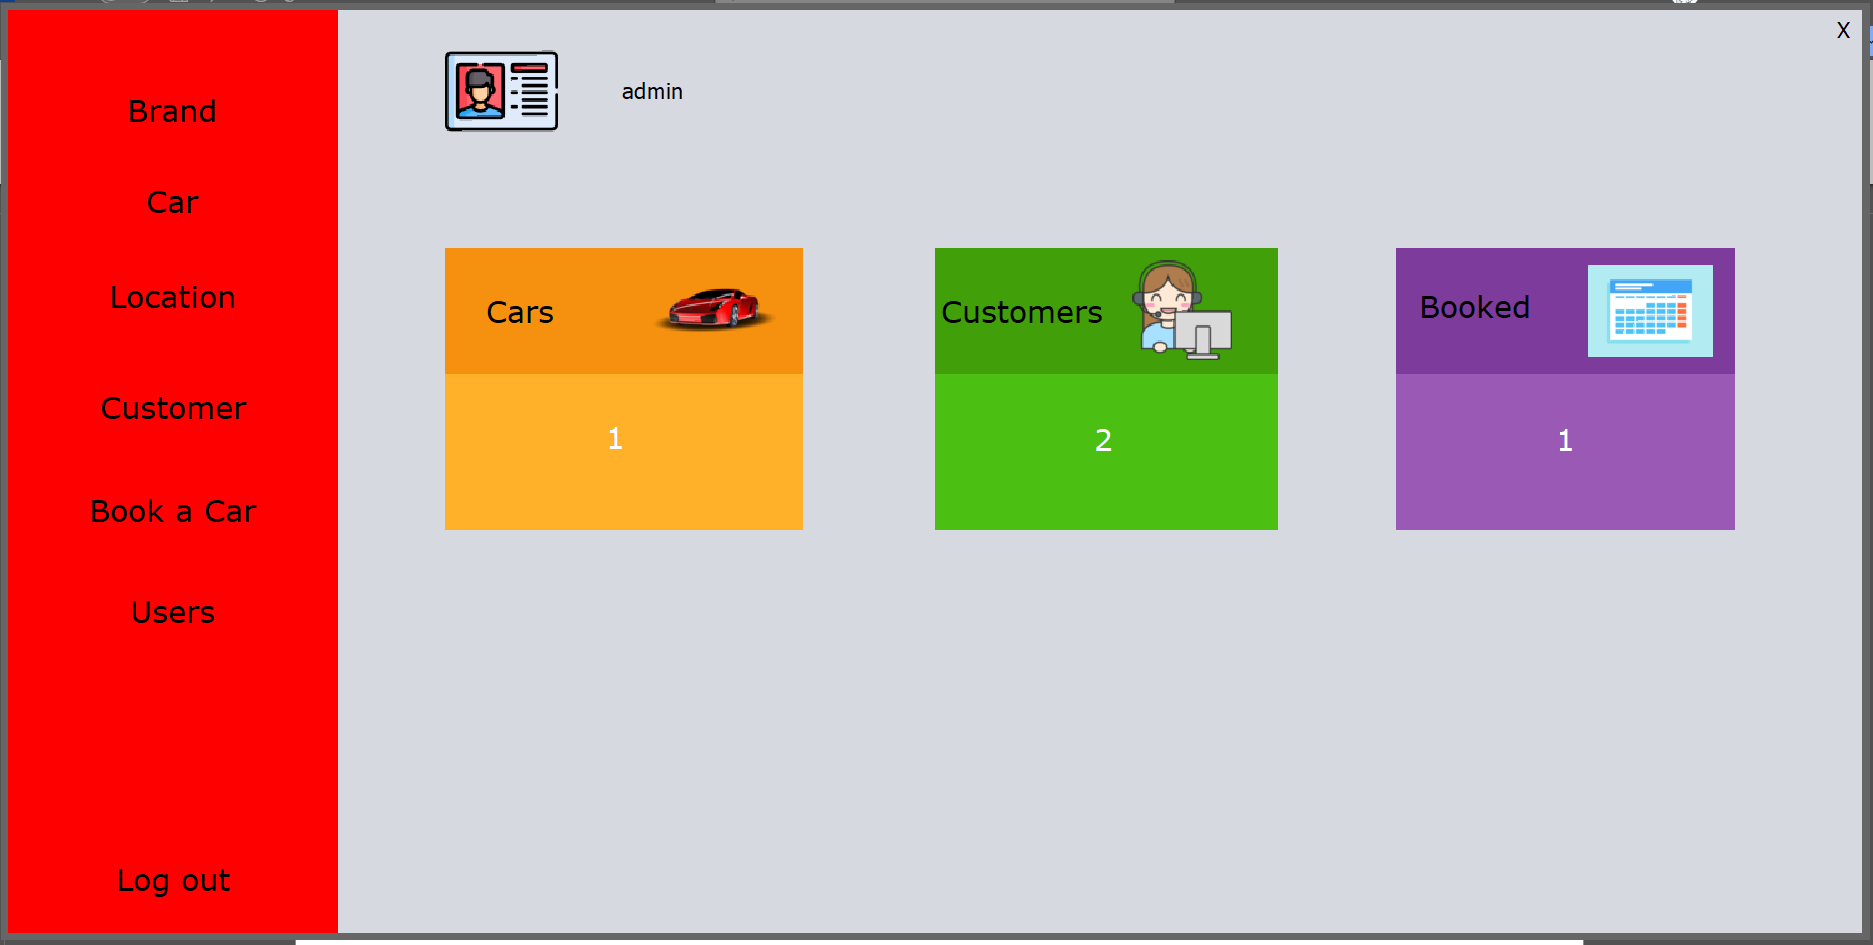 X
admin
Brand
Car
Location
Customer
Book a Car
Users
Log out
Cars
Customers
Booked
1
2
1